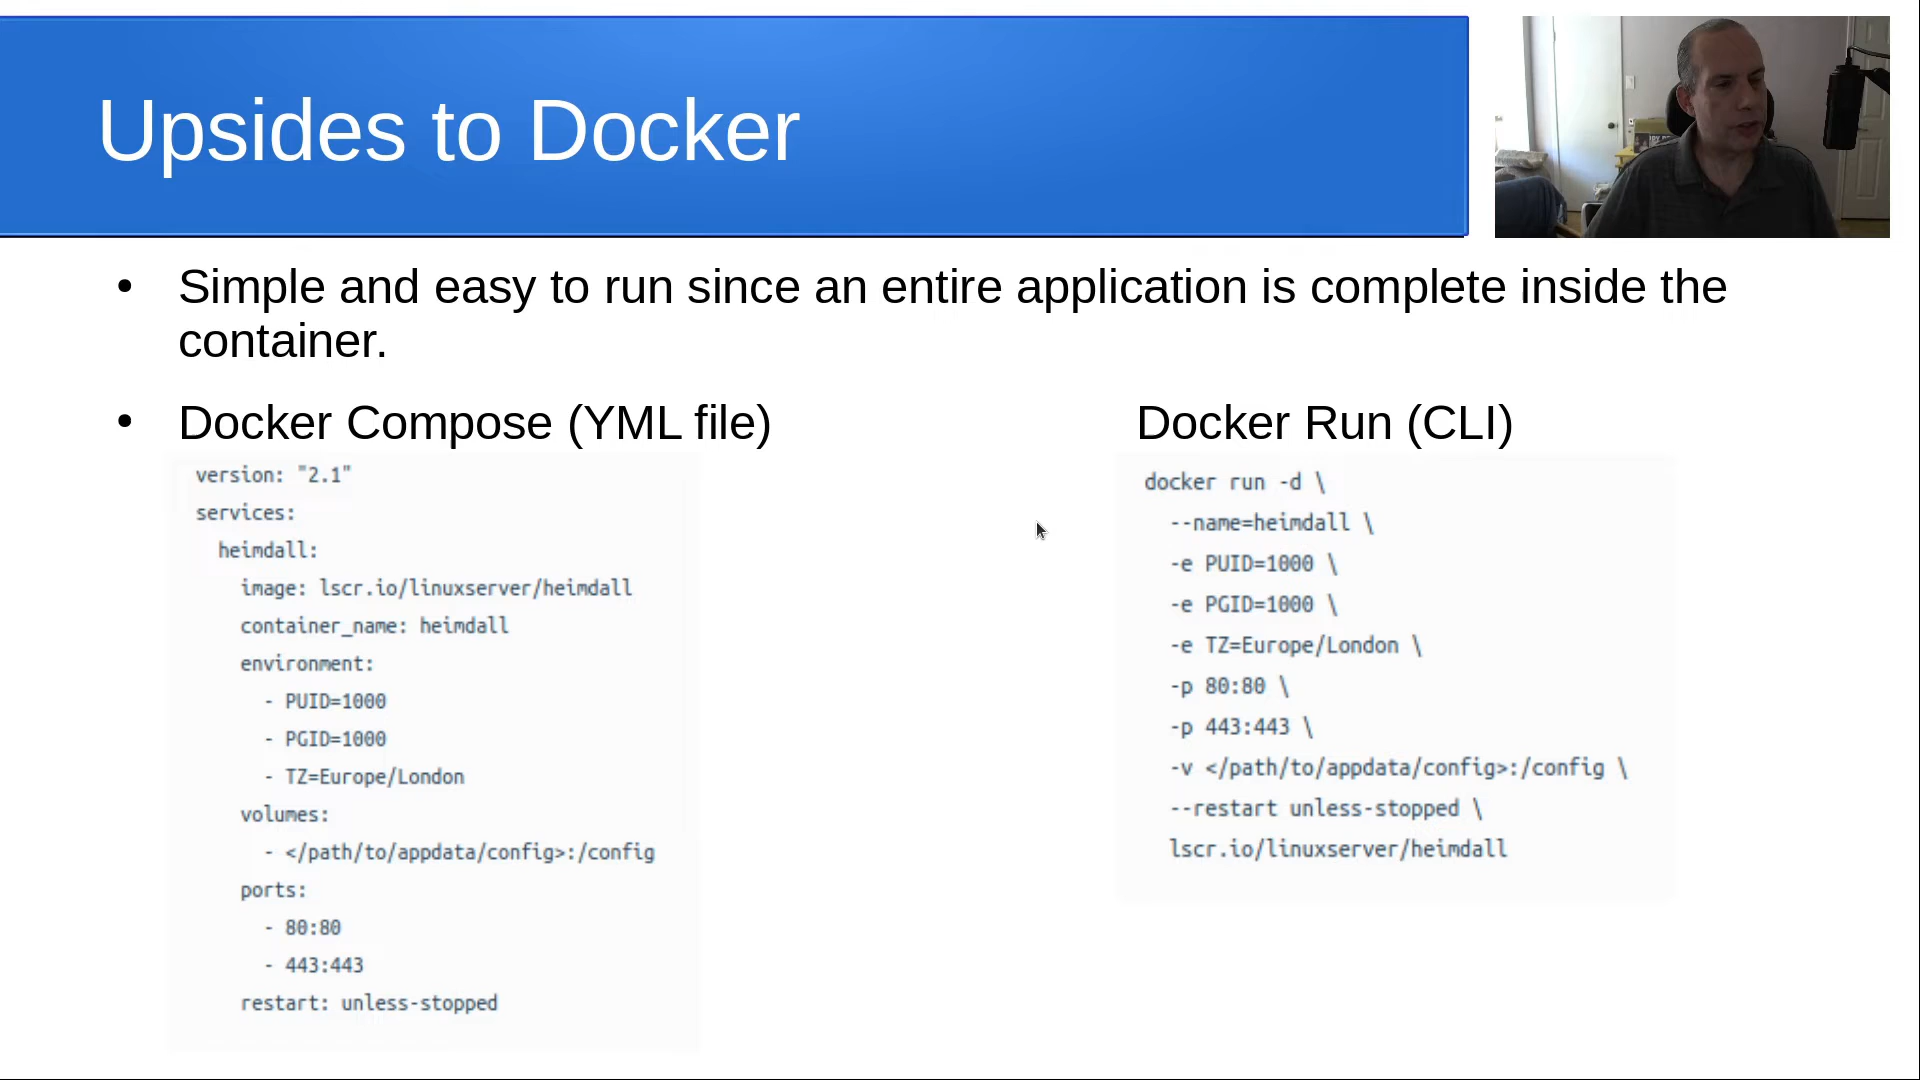 Upsides to Docker
• Simple and easy to run since an entire application is complete inside the
container.
• Docker Compose (YML file)
version: "2.1"
services:
  heimdall:
    image: lscr.io/linuxserver/heimdall
    container_name: heimdall
    environment:
      - PUID=1000
      - PGID=1000
      - TZ=Europe/London
    volumes:
      - </path/to/appdata/config>:/config
    ports:
      - 80:80
      - 443:443
    restart: unless-stopped
Docker Run (CLI)
docker run -d \
  --name=heimdall \
  -e PUID=1000 \
  -e PGID=1000 \
  -e TZ=Europe/London \
  -p 80:80 \
  -p 443:443 \
  -v </path/to/appdata/config>:/config \
  --restart unless-stopped \
  lscr.io/linuxserver/heimdall